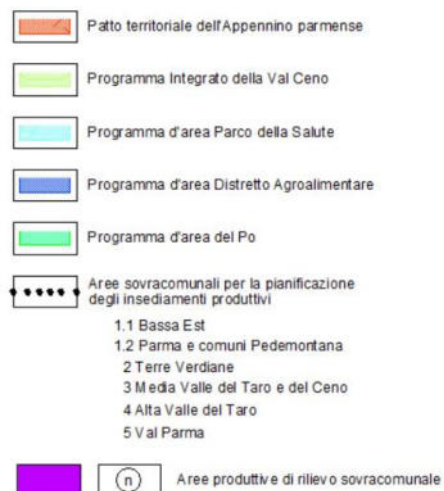 Patto territoriale dell'Appennino parmense
Programma Integrato della Val Ceno
Programma d'area Parco della Salute
Programma d'area Distretto Agroalimentare
Programma d'area del Po
Aree sovracomunali per la pianificazione
degli insediamenti produttivi
1.1 Bassa Est
1.2 Parma e comuni Pedemontana
2 Terre Verdiane
3 Media Valle del Taro e del Ceno
4 Alta Valle del Taro
5 Val Parma
n Aree produttive di rilievo sovracomunale